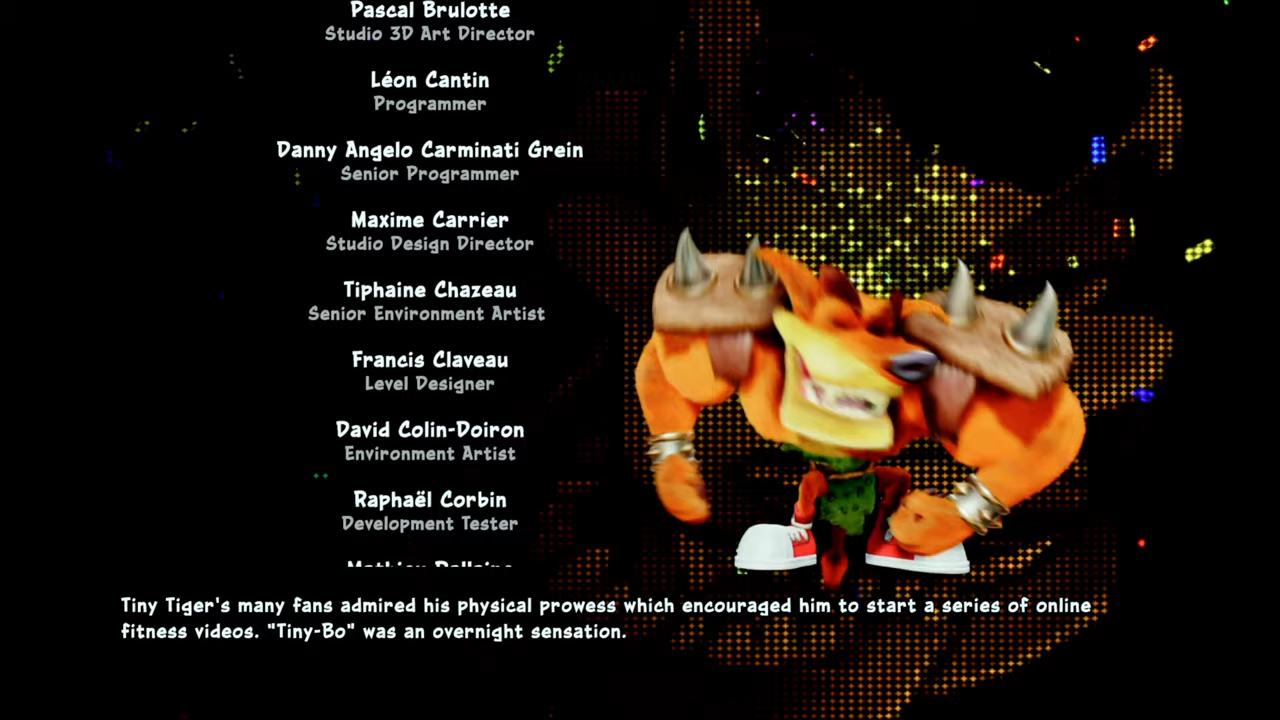 Pascal Brulotte
Studio 3D Art Director
Léon Cantin
Programmer
Danny Angelo Carminati Grein
Senior Programmer
Maxime Carrier
Studio Design Director
Tiphaine Chazeau
Senior Environment Artist
Francis Claveau
Level Designer
David Colin-Doiron
Environment Artist
Raphaël Corbin
Development Tester
Tiny Tiger's many fans admired his physical prowess which encouraged him to start a series of online
fitness videos. "Tiny-Bo" was an overnight sensation.